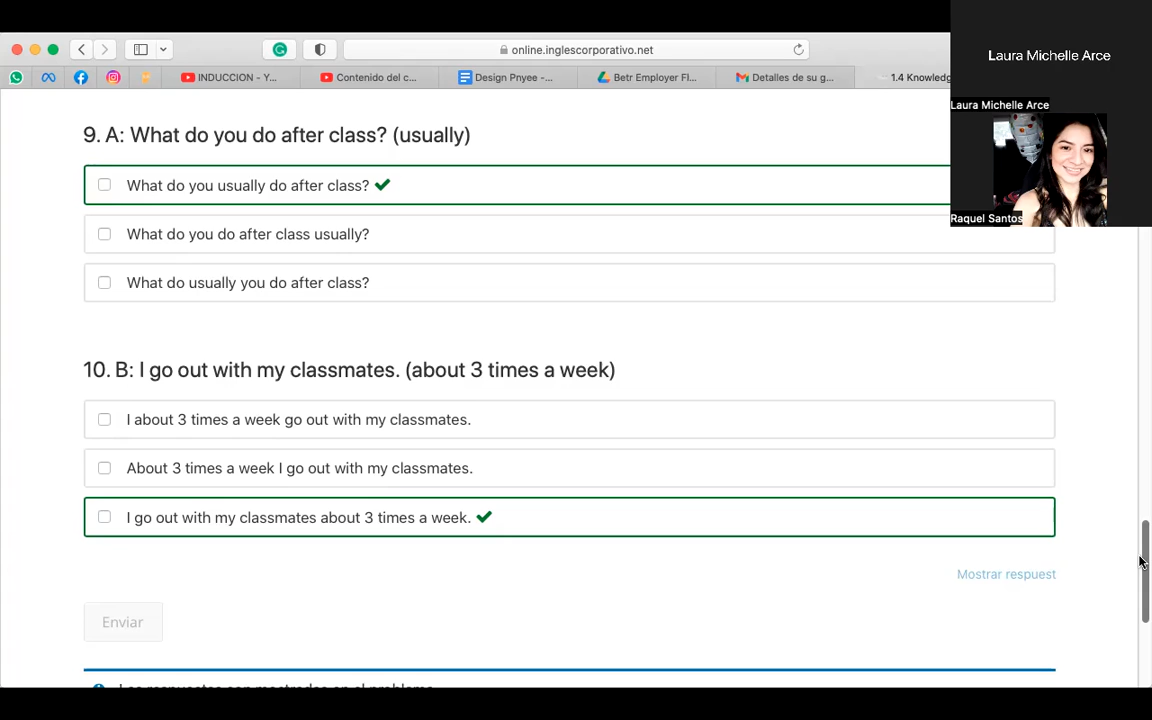 online.inglescorporativo.net
INDUCCION - Y...
Contenido del c...
Design Pnyee -...
Betr Employer Fl...
Detalles de su g...
1.4 Knowledg
Laura Michelle Arce
Laura Michelle Arce
Raquel Santos
9. A: What do you do after class? (usually)
What do you usually do after class?
What do you do after class usually?
What do usually you do after class?
10. B: I go out with my classmates. (about 3 times a week)
I about 3 times a week go out with my classmates.
About 3 times a week I go out with my classmates.
I go out with my classmates about 3 times a week.
Mostrar respuest
Enviar